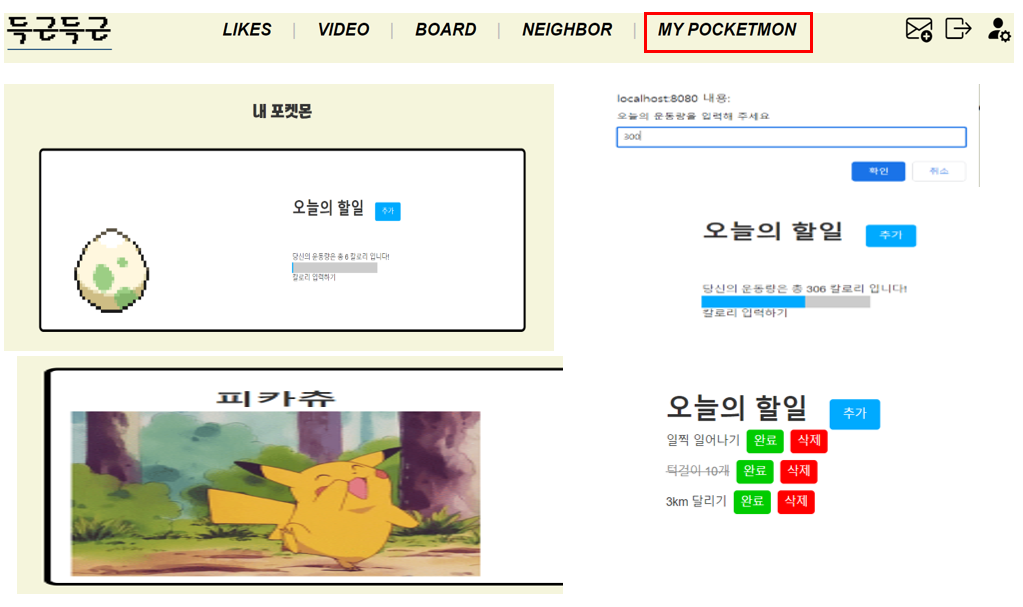 득근득근
LIKES | VIDEO | BOARD | NEIGHBOR | MY POCKETMON
내 포켓몬
오늘의 할일 추가
당신의 운동량은 총 6 칼로리 입니다!
칼로리 입력하기
localhost:8080 내용:
오늘의 운동량을 입력해 주세요
300
확인 취소
오늘의 할일 추가
당신의 운동량은 총 306 칼로리 입니다!
칼로리 입력하기
피카츄
오늘의 할일 추가
일찍 일어나기 완료 삭제
턱걸이 10개 완료 삭제
3km 달리기 완료 삭제